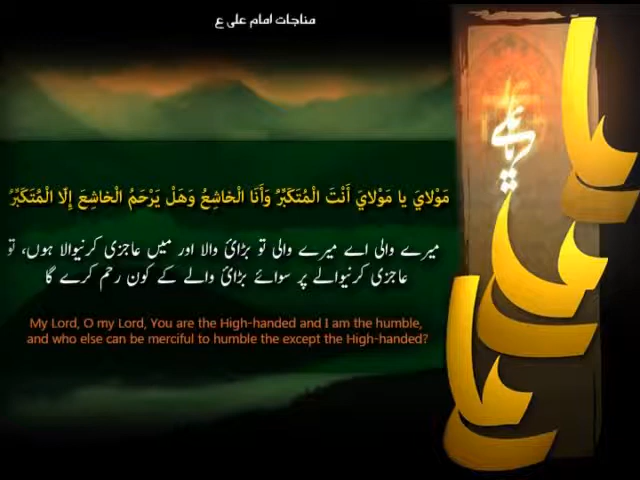 مناجات امام علی ع
مَوْلايَ يا مَوْلايَ أَنْتَ الْمُتَكَبِّرُ وَأَنَا الْخاشِعُ وَهَلْ يَرْحَمُ الْخاشِعَ إِلّا الْمُتَكَبِّرُ
میرے والی اے میرے والی تو بڑائ والا اور میں عاجزی کرنیوالا ہوں، تو
عاجزی کرنیوالے پر سوائے بڑائ والے کے کون رحم کرے گا
My Lord, O my Lord, You are the High-handed and I am the humble,
and who else can be merciful to humble the except the High-handed?
یا علی